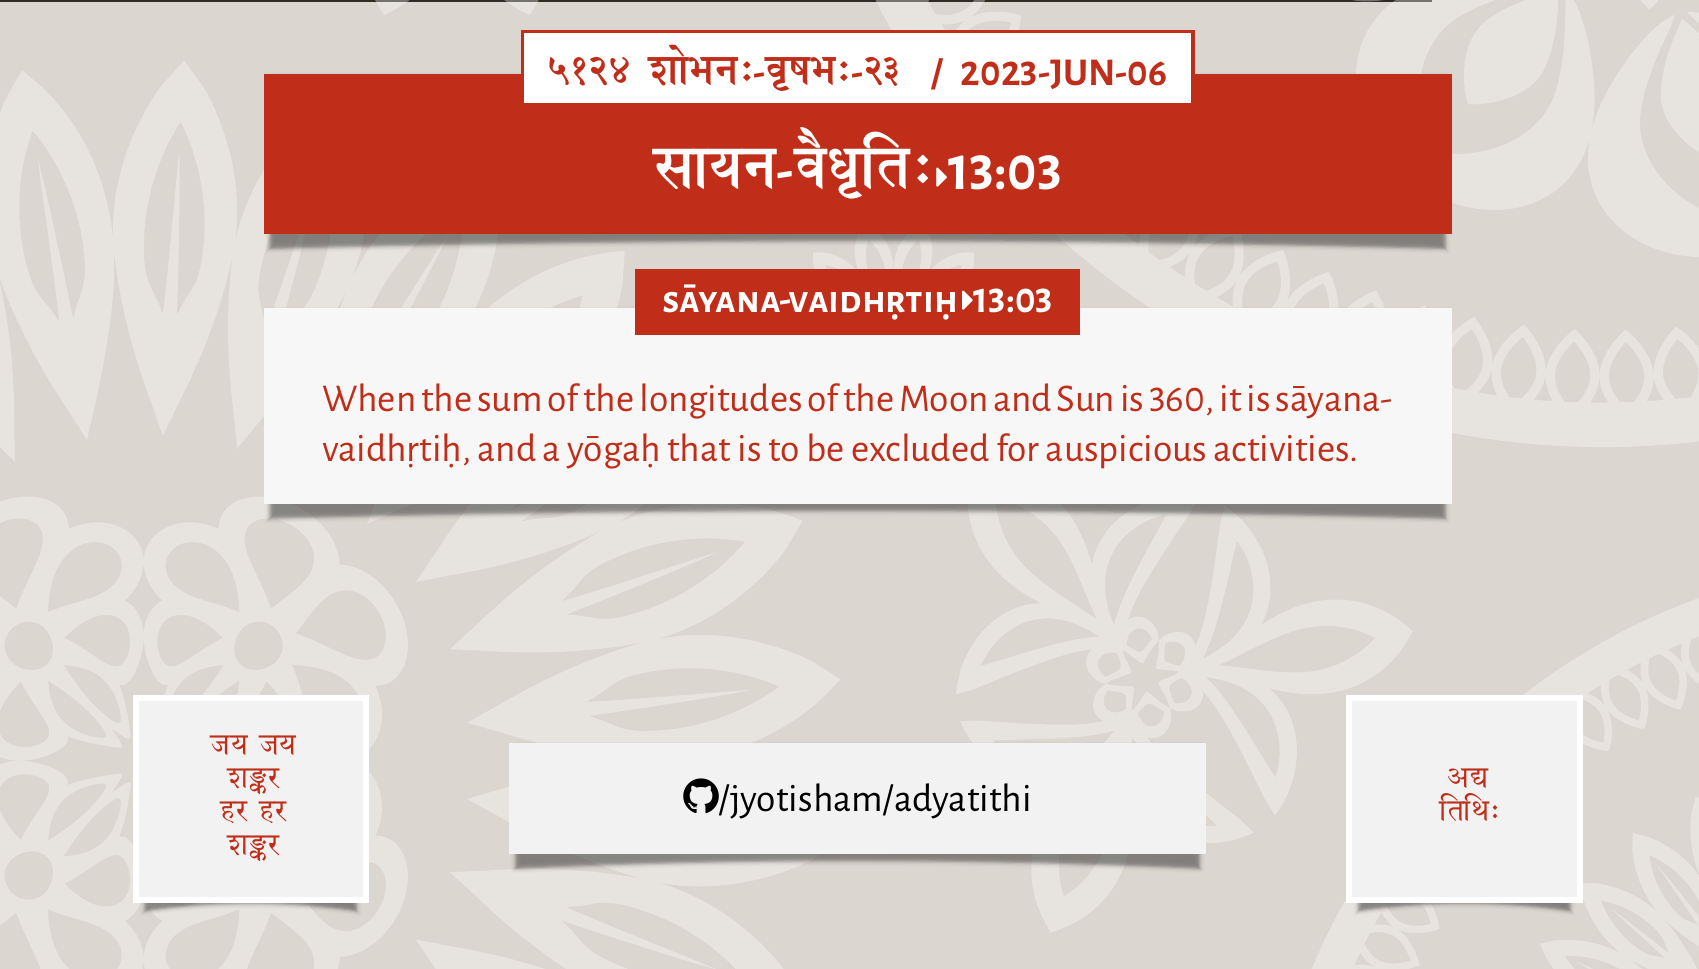 ५१२४ शोभनः-वृषभः-२३ / 2023-JUN-06
सायन-वैधृतिः▸13:03
SĀYANA-VAIDHṚTIḤ▸13:03
When the sum of the longitudes of the Moon and Sun is 360, it is sāyana-
vaidhṛtiḥ, and a yōgaḥ that is to be excluded for auspicious activities.
जय जय
शङ्कर
हर हर
शङ्कर
/jyotisham/adyatithi
अद्य
तिथिः